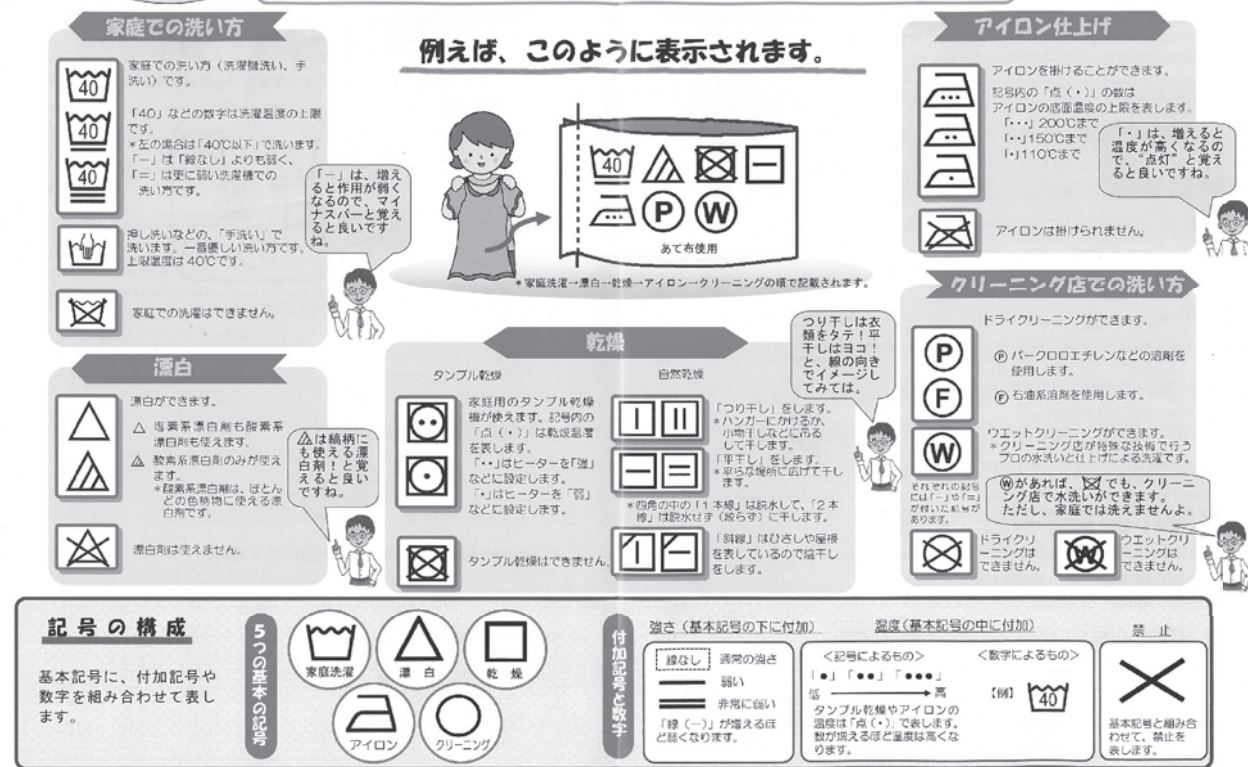 家庭での洗い方
40
40
40
家庭での洗い方（洗濯機洗い、手
洗い）です。
「40」などの数字は洗濯温度の上限
です。
＊左の場合は「40℃以下」で洗います。
「－」は「線なし」よりも弱く、
「＝」は更に弱い洗濯機での
洗い方です。
押し洗いなどの、「手洗い」で
洗います。一番優しい洗い方です。
上限温度は40℃です。
家庭での洗濯はできません。
「－」は、増え
ると作用が弱く
なるので、マイ
ナスバーと覚え
ると良いです
ね。
例えば、このように表示されます。
40
P W
あて布使用
＊家庭洗濯→漂白→乾燥→アイロン→クリーニングの順で記載されます。
アイロン仕上げ
アイロンを掛けることができます。
記号内の「点（・）」の数は
アイロンの底面温度の上限を表します。
「・・・」200℃まで
「・・」150℃まで
「・」110℃まで
「・」は、増えると
温度が高くなるの
で、“点灯”と覚え
ると良いですね。
アイロンは掛けられません。
漂白
漂白ができます。
塩素系漂白剤も酸素系
漂白剤も使えます。
酸素系漂白剤のみが使え
ます。
＊酸素系漂白剤は、ほとん
どの色柄物に使える漂
白剤です。
漂白剤は使えません。
は縞柄に
も使える漂
白剤！と覚
えると良い
ですね。
乾燥
タンブル乾燥
家庭用のタンブル乾燥
機が使えます。記号内の
「点（・）」は乾燥温度
を表します。
「・・」はヒーターを「強」
などに設定します。
「・」はヒーターを「弱」
などに設定します。
タンブル乾燥はできません。
自然乾燥
「つり干し」をします。
＊ハンガーにかけるか、
小物干しなどに吊る
して干します。
「平干し」をします。
＊平らな場所に広げて干し
ます。
＊四角の中の「1本線」は脱水して、「2本
線」は脱水せず（絞らず）に干します。
「斜線」はひさしや屋根
を表しているので陰干し
をします。
つり干しは衣
類をタテ！平
干しはヨコ！
と、線の向き
でイメージし
てみては。
クリーニング店での洗い方
ドライクリーニングができます。
P
F
W
Ⓟ パークロロエチレンなどの溶剤を
使用します。
Ⓕ 石油系溶剤を使用します。
ウエットクリーニングができます。
＊クリーニング店が特殊な技術で行う
プロの水洗いと仕上げによる洗濯です。
それぞれの記号
には「－」や「＝」
が付いた記号が
あります。
Ⓦがあれば、でも、クリーニ
ング店で水洗いができます。
ただし、家庭では洗えませんよ。
ドライクリ
ーニングは
できません。
W
ウエットクリ
ーニングは
できません。
記号の構成
基本記号に、付加記号や
数字を組み合わせて表し
ます。
5つの基本の記号
家庭洗濯
漂白
乾燥
アイロン
クリーニング
付加記号と数字
強さ（基本記号の下に付加）
線なし 通常の強さ
弱い
非常に弱い
「線（－）」が増えるほ
ど弱くなります。
温度（基本記号の中に付加）
＜記号によるもの＞
「●」「●●」「●●●」
低 → 高
タンブル乾燥やアイロンの
温度は「点（・）」で表します。
数が増えるほど温度は高くな
ります。
＜数字によるもの＞
【例】 40
禁止
基本記号と組み合
わせて、禁止を
表します。